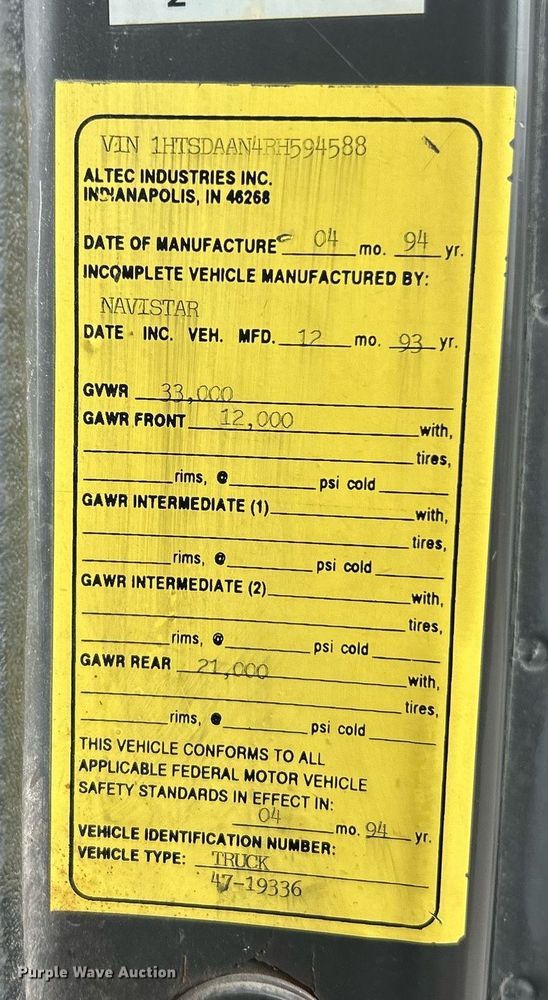 VIN 1HTSDAAN4RH594588
ALTEC INDUSTRIES INC.
INDIANAPOLIS, IN 46268
DATE OF MANUFACTURE 04 mo. 94 yr.
INCOMPLETE VEHICLE MANUFACTURED BY:
NAVISTAR
DATE INC. VEH. MFD. 12 mo. 93 yr.
GVWR 33,000
GAWR FRONT 12,000 with,
tires,
rims, @ psi cold
GAWR INTERMEDIATE (1) with,
tires,
rims, @ psi cold
GAWR INTERMEDIATE (2) with,
tires,
rims, @ psi cold
GAWR REAR 21,000 with,
tires,
rims, @ psi cold
THIS VEHICLE CONFORMS TO ALL
APPLICABLE FEDERAL MOTOR VEHICLE
SAFETY STANDARDS IN EFFECT IN:
04 mo. 94 yr.
VEHICLE IDENTIFICATION NUMBER:
VEHICLE TYPE: TRUCK
47-19336
Purple Wave Auction